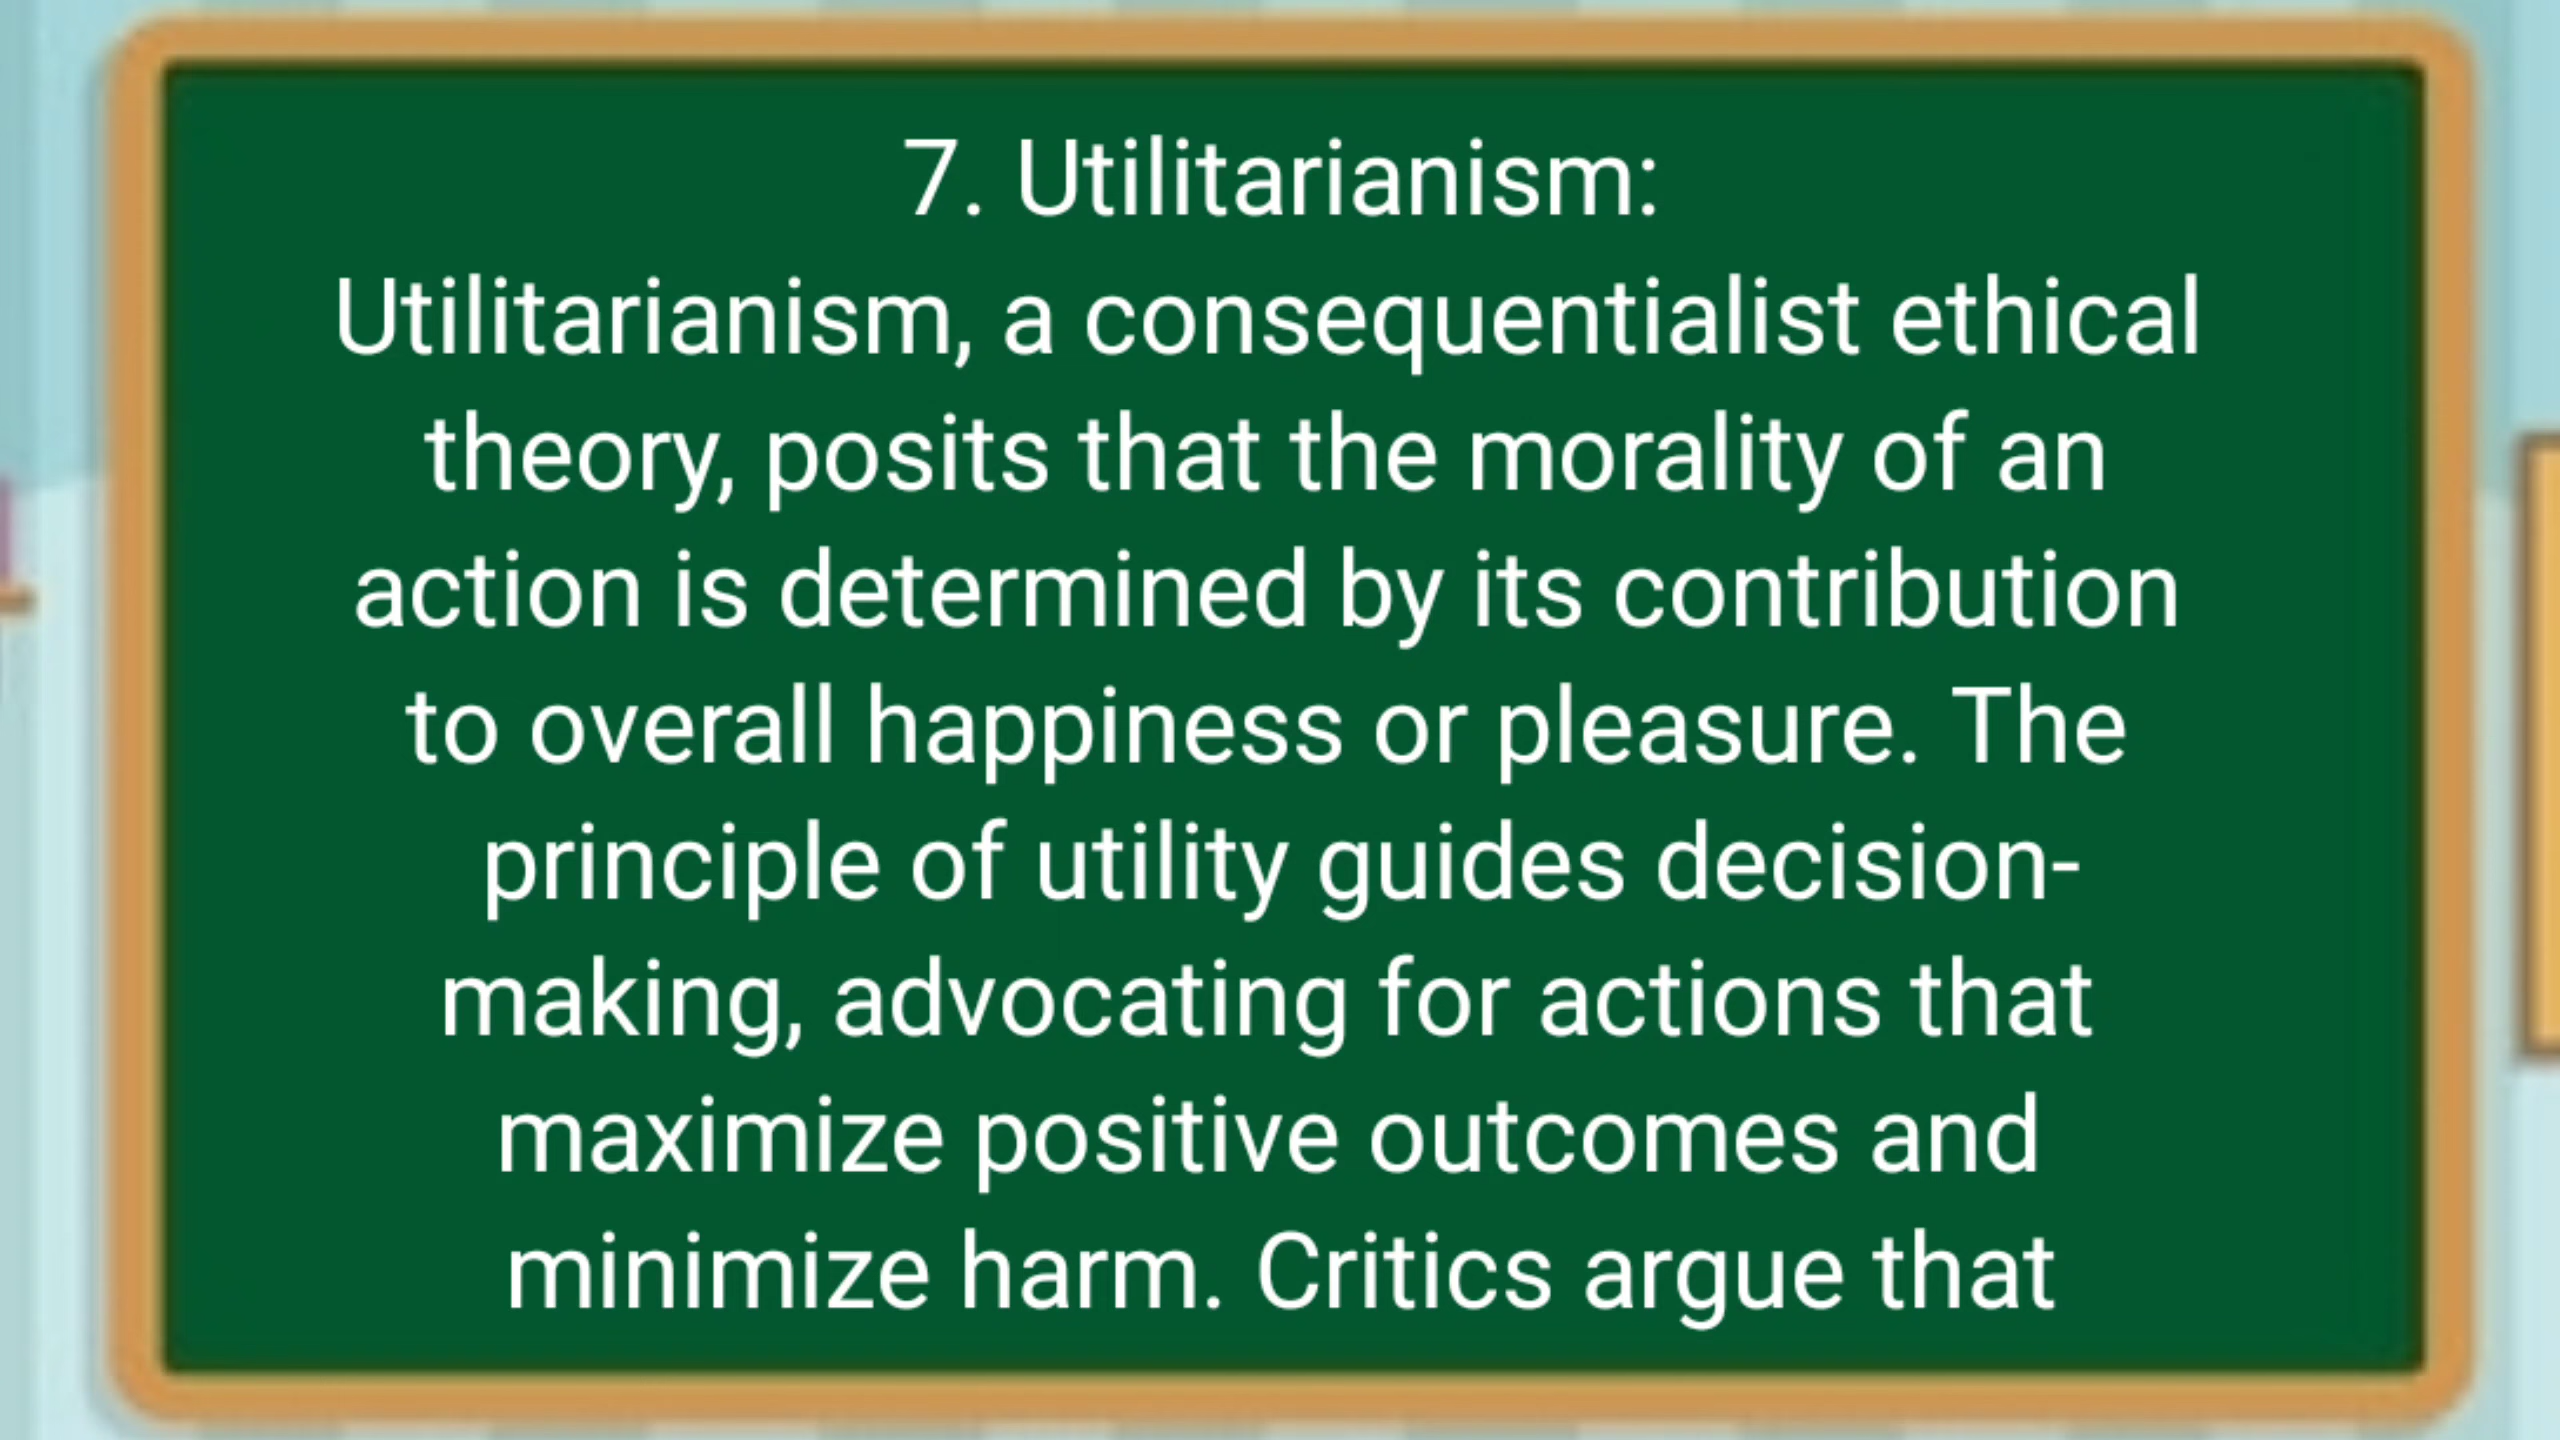 7. Utilitarianism:
Utilitarianism, a consequentialist ethical
theory, posits that the morality of an
action is determined by its contribution
to overall happiness or pleasure. The
principle of utility guides decision-
making, advocating for actions that
maximize positive outcomes and
minimize harm. Critics argue that